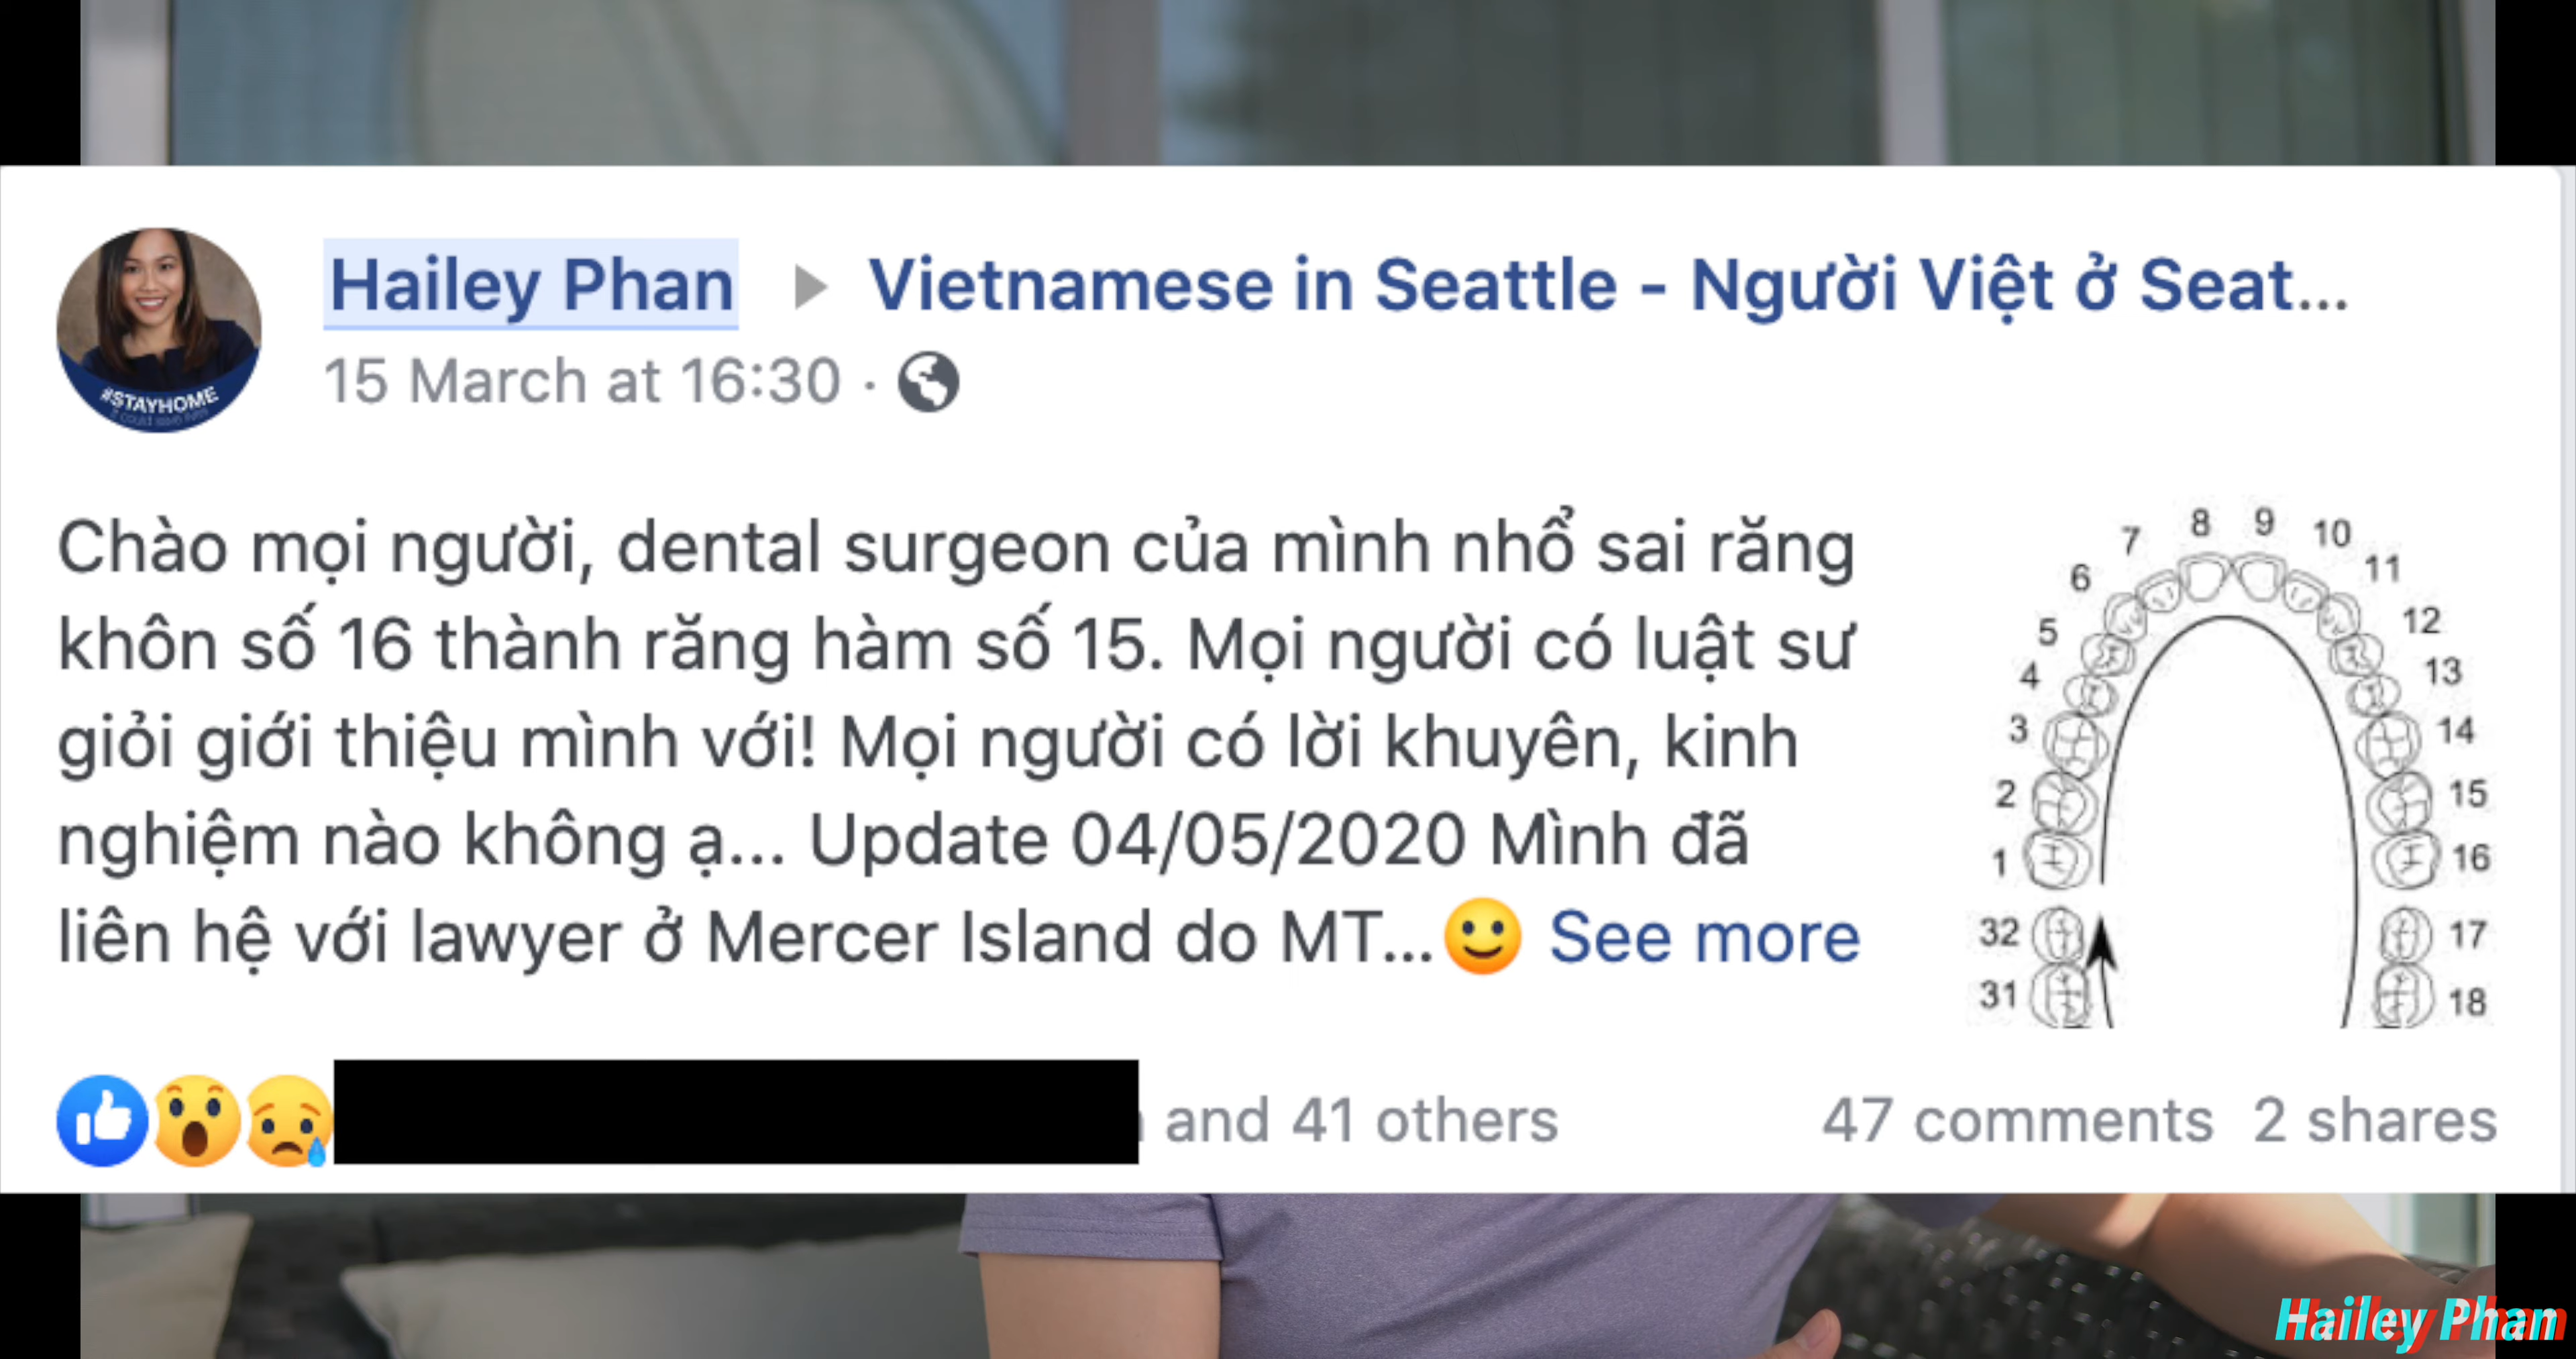 Hailey Phan ▸ Vietnamese in Seattle - Người Việt ở Seat...
15 March at 16:30 ·
#STAYHOME
Chào mọi người, dental surgeon của mình nhổ sai răng
khôn số 16 thành răng hàm số 15. Mọi người có luật sư
giỏi giới thiệu mình với! Mọi người có lời khuyên, kinh
nghiệm nào không ạ... Update 04/05/2020 Mình đã
liên hệ với lawyer ở Mercer Island do MT...🙂 See more
8 9
7 10
6 11
5 12
4 13
3 14
2 15
1 16
32 17
31 18
and 41 others 47 comments 2 shares
Hailey Phan